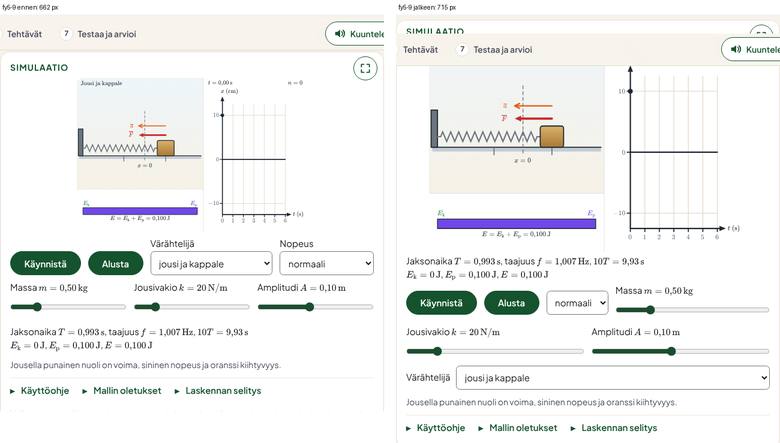 fy5-9 ennen: 662 px
Tehtävät 7 Testaa ja arvioi Kuuntele
SIMULAATIO
Jousi ja kappale
t = 0,00 s n = 0
x (cm)
a
F
x = 0
10
0
−10
0 1 2 3 4 5 6
t (s)
Ek Ep
E = Ek + Ep = 0,100 J
Käynnistä Alusta
Värähtelijä
jousi ja kappale
Nopeus
normaali
Massa m = 0,50 kg Jousivakio k = 20 N/m Amplitudi A = 0,10 m
Jaksonaika T = 0,993 s, taajuus f = 1,007 Hz, 10T = 9,93 s
Ek = 0 J, Ep = 0,100 J, E = 0,100 J
Jousella punainen nuoli on voima, sininen nopeus ja oranssi kiihtyvyys.
▸ Käyttöohje ▸ Mallin oletukset ▸ Laskennan selitys
fy5-9 jälkeen: 715 px
SIMULAATIO
Tehtävät 7 Testaa ja arvioi Kuuntele
a
F
x = 0
10
0
−10
0 1 2 3 4 5 6
t (s)
Ek Ep
E = Ek + Ep = 0,100 J
Jaksonaika T = 0,993 s, taajuus f = 1,007 Hz, 10T = 9,93 s
Ek = 0 J, Ep = 0,100 J, E = 0,100 J
Käynnistä Alusta normaali Massa m = 0,50 kg
Jousivakio k = 20 N/m Amplitudi A = 0,10 m
Värähtelijä jousi ja kappale
Jousella punainen nuoli on voima, sininen nopeus ja oranssi kiihtyvyys.
▸ Käyttöohje ▸ Mallin oletukset ▸ Laskennan selitys